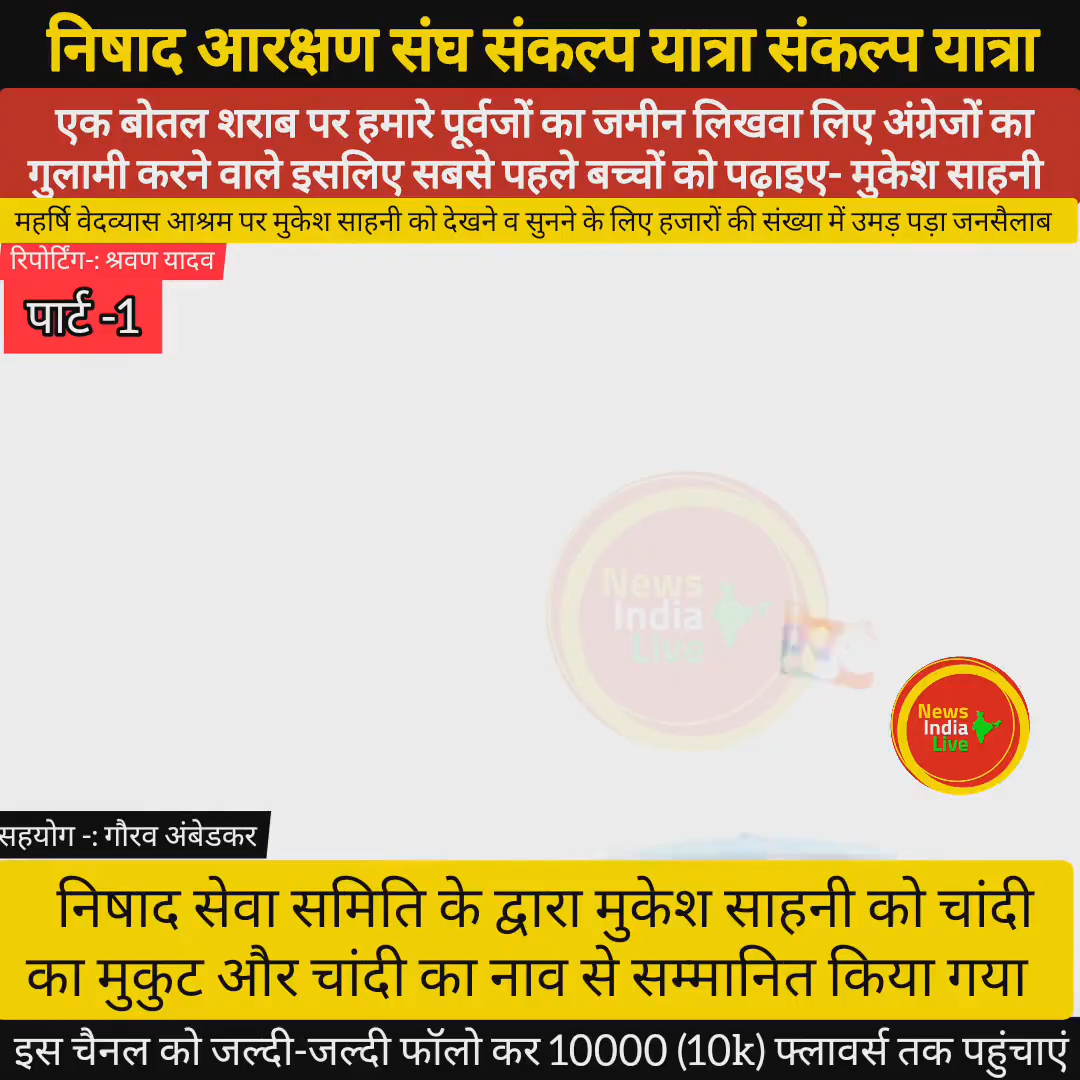 निषाद आरक्षण संघ संकल्प यात्रा संकल्प यात्रा
एक बोतल शराब पर हमारे पूर्वजों का जमीन लिखवा लिए अंग्रेजों का
गुलामी करने वाले इसलिए सबसे पहले बच्चों को पढ़ाइए- मुकेश साहनी
महर्षि वेदव्यास आश्रम पर मुकेश साहनी को देखने व सुनने के लिए हजारों की संख्या में उमड़ पड़ा जनसैलाब
रिपोर्टिंग-: श्रवण यादव
पार्ट -1
News
India
Live
News
India
Live
सहयोग -: गौरव अंबेडकर
निषाद सेवा समिति के द्वारा मुकेश साहनी को चांदी
का मुकुट और चांदी का नाव से सम्मानित किया गया
इस चैनल को जल्दी-जल्दी फॉलो कर 10000 (10k) फ्लावर्स तक पहुंचाएं